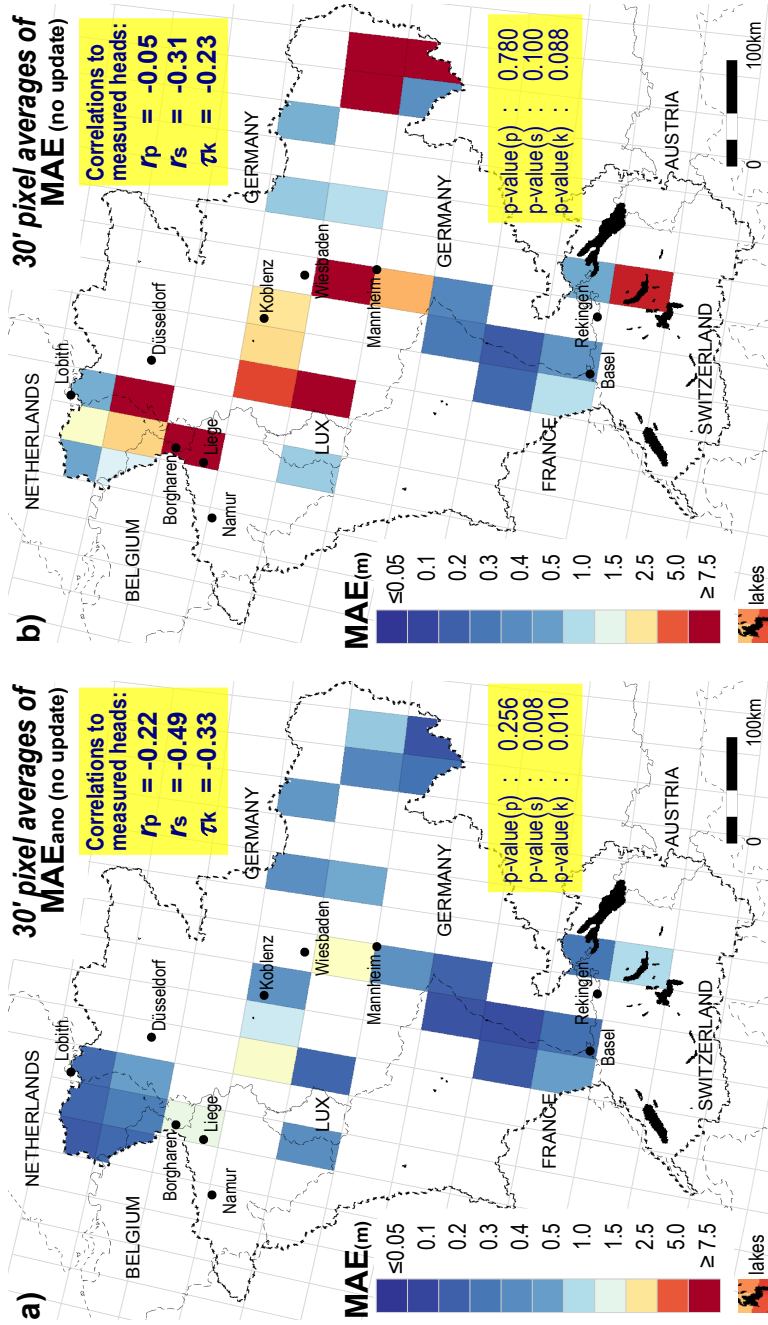 a)
30' pixel averages of
MAEano (no update)
Correlations to
measured heads:
rp = -0.22
rs = -0.49
τk = -0.33
NETHERLANDS
Lobith
Düsseldorf
BELGIUM
Borgharen
Liege
Namur
GERMANY
Koblenz
Wiesbaden
LUX
Mannheim
GERMANY
FRANCE
Rekingen
Basel
SWITZERLAND
AUSTRIA
p-value(p) : 0.256
p-value(s) : 0.008
p-value(k) : 0.010
0 100km
MAE(m)
≤0.05
0.1
0.2
0.3
0.4
0.5
1.0
1.5
2.5
5.0
≥ 7.5
lakes
b)
30' pixel averages of
MAE (no update)
Correlations to
measured heads:
rp = -0.05
rs = -0.31
τk = -0.23
NETHERLANDS
Lobith
Düsseldorf
BELGIUM
Borgharen
Liege
Namur
GERMANY
Koblenz
Wiesbaden
LUX
Mannheim
GERMANY
FRANCE
Rekingen
Basel
SWITZERLAND
AUSTRIA
p-value(p) : 0.780
p-value(s) : 0.100
p-value(k) : 0.088
0 100km
MAE(m)
≤0.05
0.1
0.2
0.3
0.4
0.5
1.0
1.5
2.5
5.0
≥ 7.5
lakes